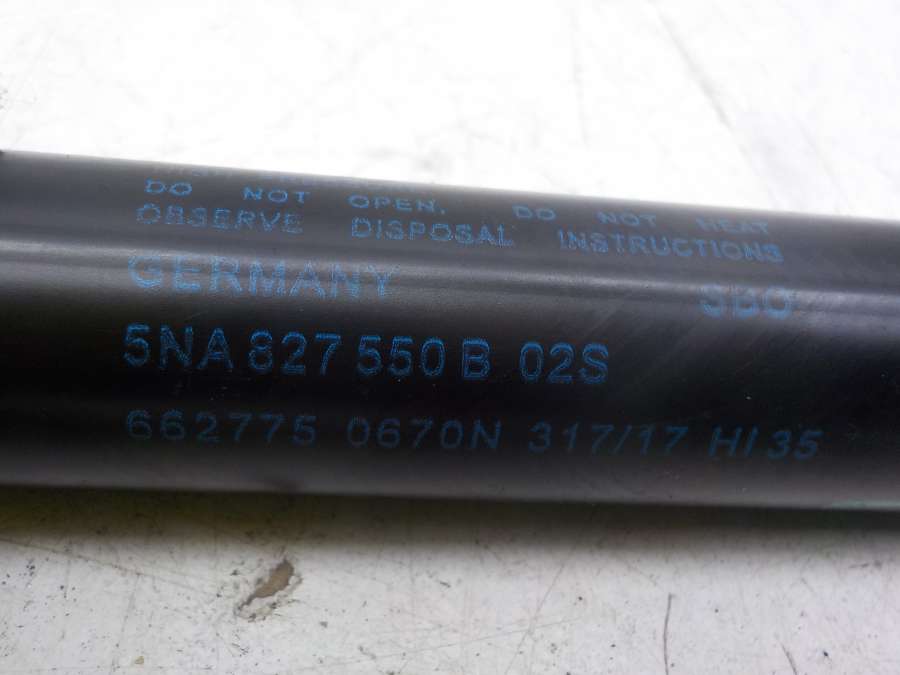 DO NOT OPEN. DO NOT HEAT
OBSERVE DISPOSAL INSTRUCTIONS
GERMANY SBO
5NA 827 550 B 02S
662775 0670N 317/17 H/35